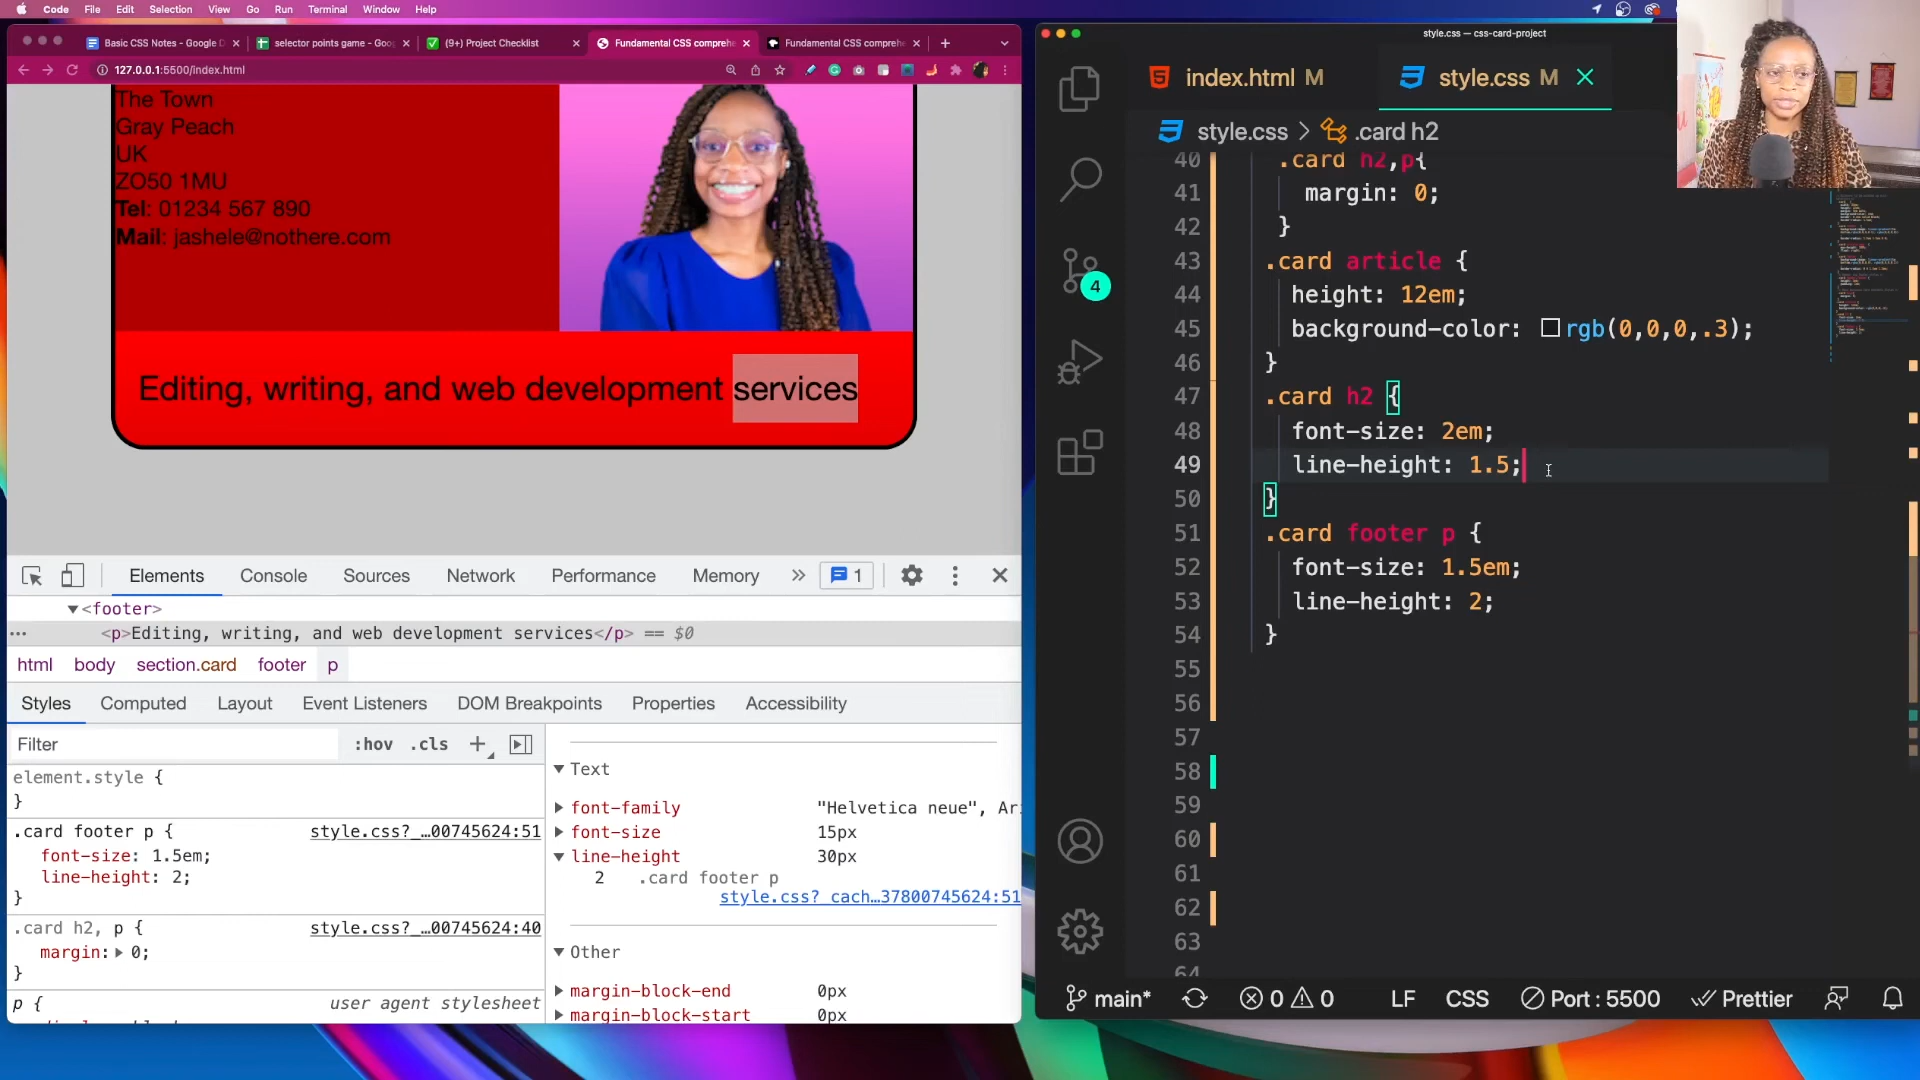 Code File Edit Selection View Go Run Terminal Window Help
Basic CSS Notes - Google D
selector points game - Goog
(9+) Project Checklist
Fundamental CSS comprehe
Fundamental CSS comprehe
127.0.0.1:5500/index.html
The Town
Gray Peach
UK
ZO50 1MU
Tel: 01234 567 890
Mail: jashele@nothere.com
Editing, writing, and web development services
Elements Console Sources Network Performance Memory » 1
▼<footer>
··· <p>Editing, writing, and web development services</p> == $0
html body section.card footer p
Styles Computed Layout Event Listeners DOM Breakpoints Properties Accessibility
Filter :hov .cls +
element.style {
}
.card footer p { style.css?_…00745624:51
font-size: 1.5em;
line-height: 2;
}
.card h2, p { style.css?_…00745624:40
margin:▶ 0;
}
p { user agent stylesheet
▼ Text
▶ font-family "Helvetica neue", Ari
▶ font-size 15px
▼ line-height 30px
2 .card footer p
style.css?_cach…37800745624:51
▼ Other
▶ margin-block-end 0px
▶ margin-block-start 0px
style.css — css-card-project
index.html M
style.css M
style.css > .card h2
4
40 .card h2,p{
41 margin: 0;
42 }
43 .card article {
44 height: 12em;
45 background-color: rgb(0,0,0,.3);
46 }
47 .card h2 {
48 font-size: 2em;
49 line-height: 1.5;
50 }
51 .card footer p {
52 font-size: 1.5em;
53 line-height: 2;
54 }
55
56
57
58
59
60
61
62
63
64
main* 0 0 LF CSS Port : 5500 Prettier